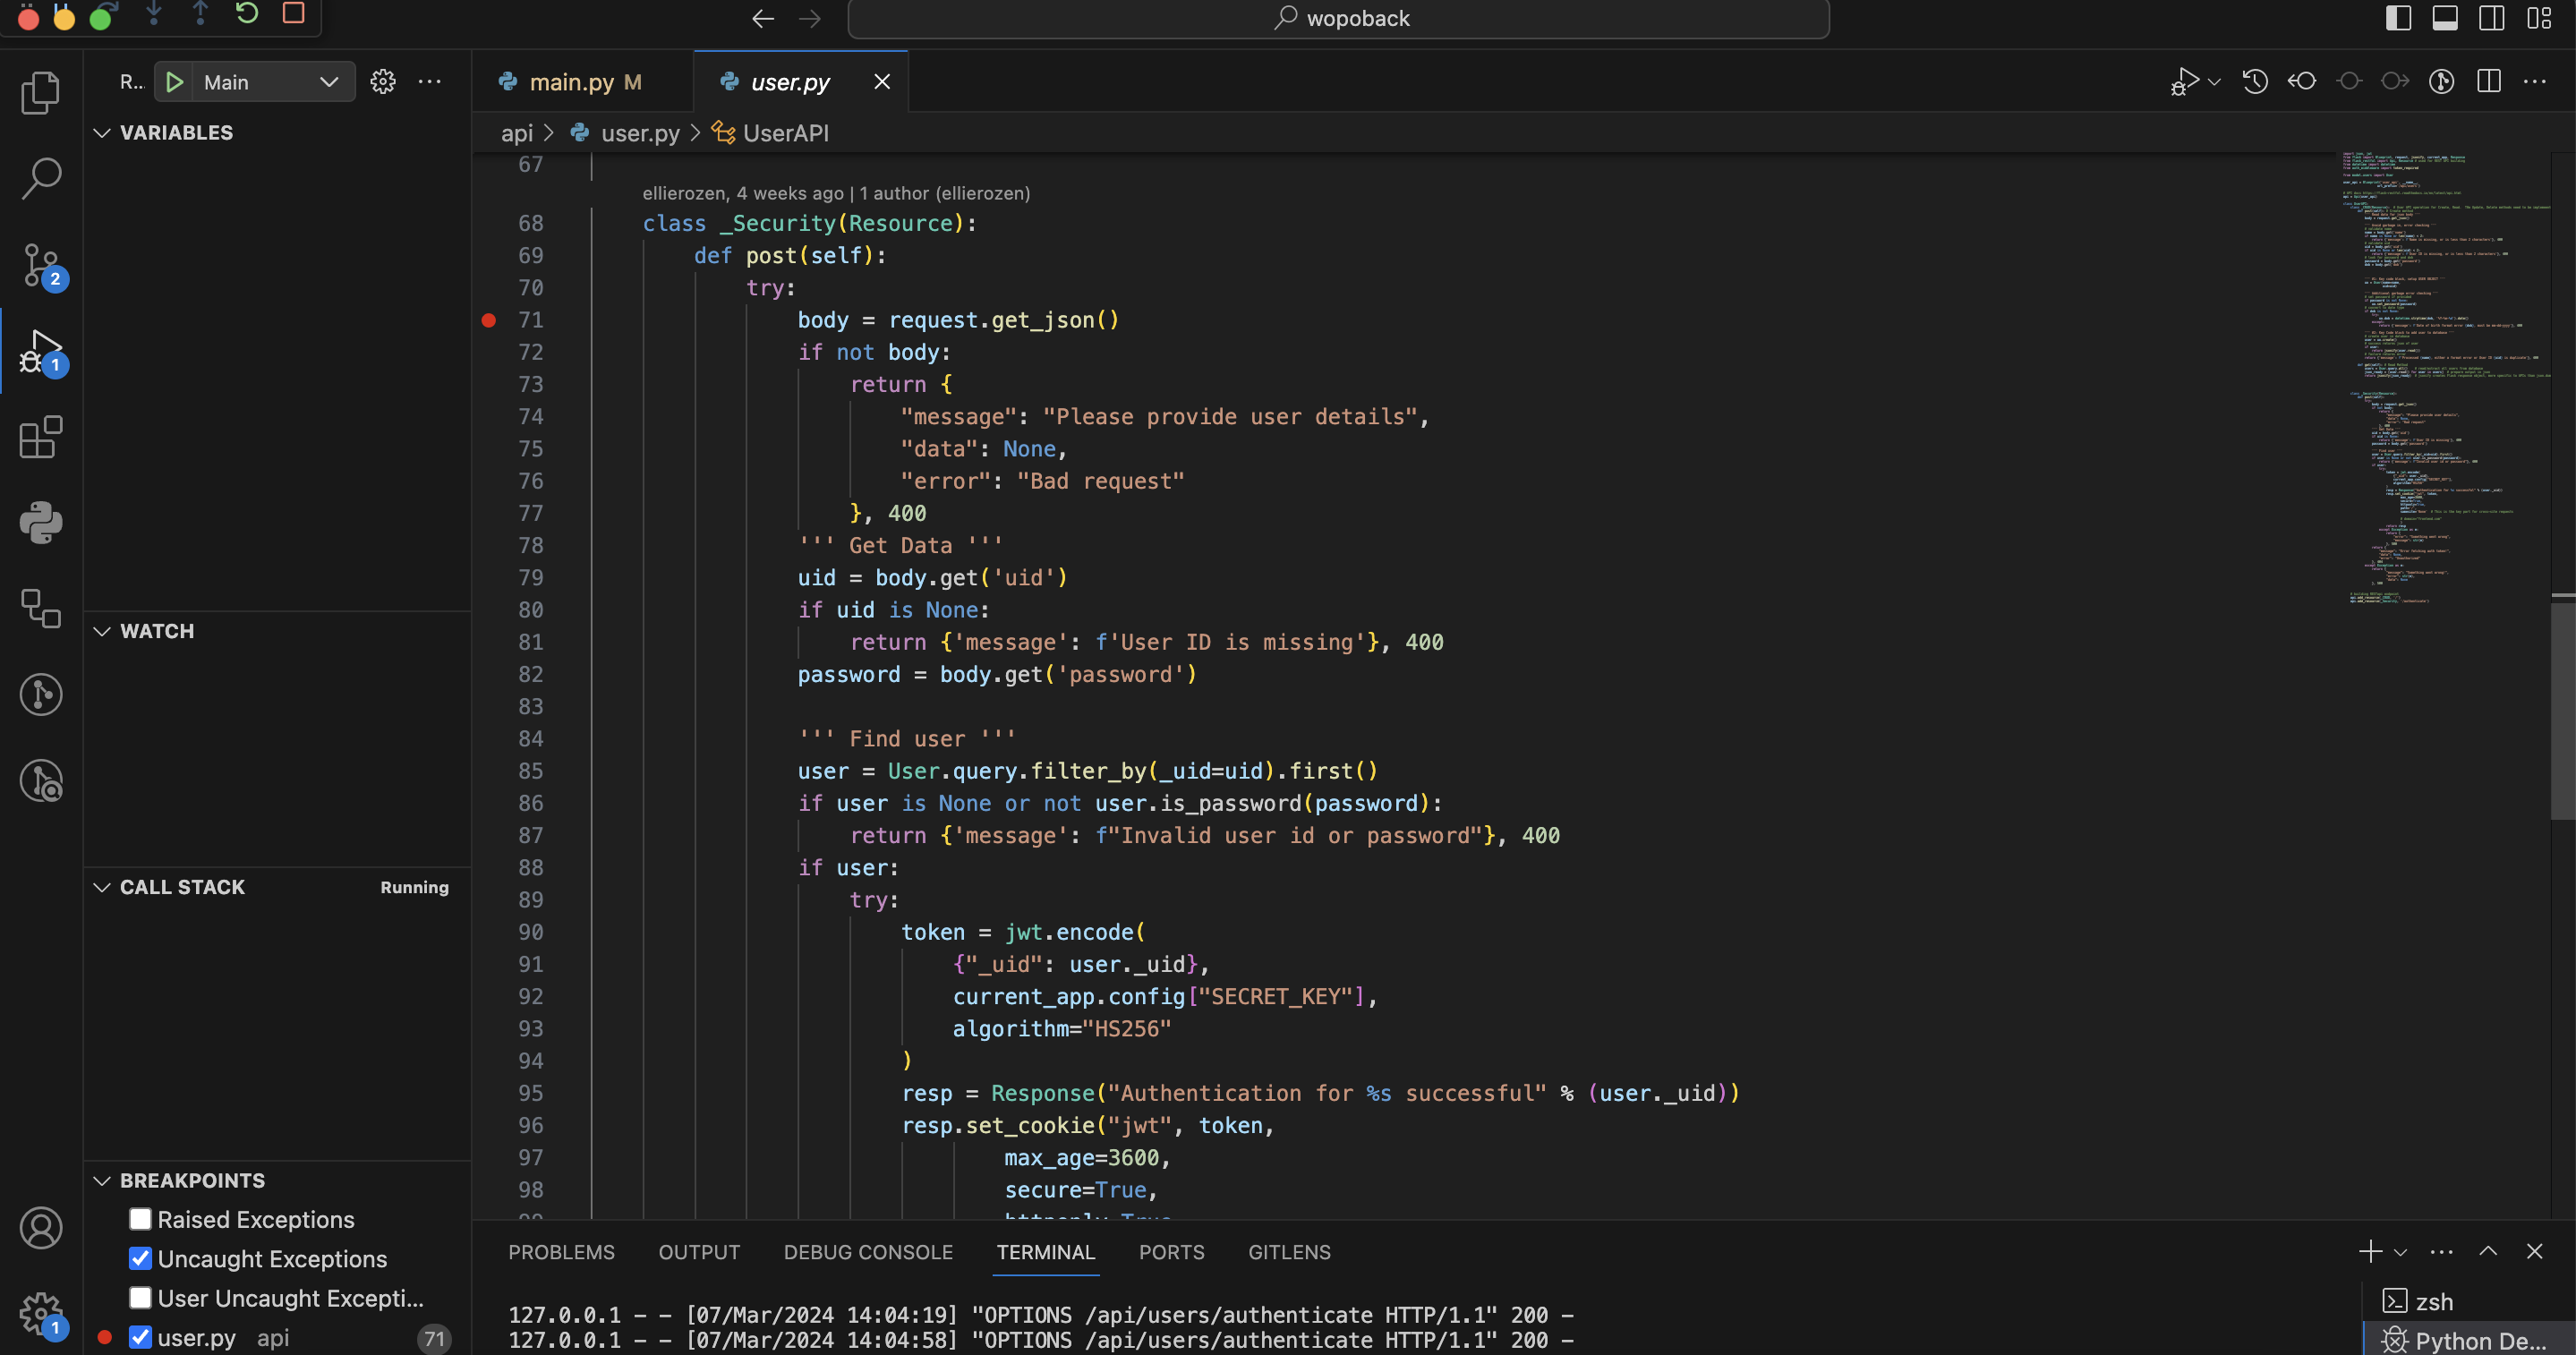 wopoback
R... Main
main.py M
user.py
api > user.py > UserAPI
VARIABLES
WATCH
CALL STACK
Running
BREAKPOINTS
Raised Exceptions
Uncaught Exceptions
User Uncaught Excepti...
user.py api 71
2
1
1
67
ellierozen, 4 weeks ago | 1 author (ellierozen)
68 class _Security(Resource):
69 def post(self):
70 try:
71 body = request.get_json()
72 if not body:
73 return {
74 "message": "Please provide user details",
75 "data": None,
76 "error": "Bad request"
77 }, 400
78 ''' Get Data '''
79 uid = body.get('uid')
80 if uid is None:
81 return {'message': f'User ID is missing'}, 400
82 password = body.get('password')
83
84 ''' Find user '''
85 user = User.query.filter_by(_uid=uid).first()
86 if user is None or not user.is_password(password):
87 return {'message': f"Invalid user id or password"}, 400
88 if user:
89 try:
90 token = jwt.encode(
91 {"_uid": user._uid},
92 current_app.config["SECRET_KEY"],
93 algorithm="HS256"
94 )
95 resp = Response("Authentication for %s successful" % (user._uid))
96 resp.set_cookie("jwt", token,
97 max_age=3600,
98 secure=True,
PROBLEMS OUTPUT DEBUG CONSOLE TERMINAL PORTS GITLENS
127.0.0.1 - - [07/Mar/2024 14:04:19] "OPTIONS /api/users/authenticate HTTP/1.1" 200 -
127.0.0.1 - - [07/Mar/2024 14:04:58] "OPTIONS /api/users/authenticate HTTP/1.1" 200 -
zsh
Python De...